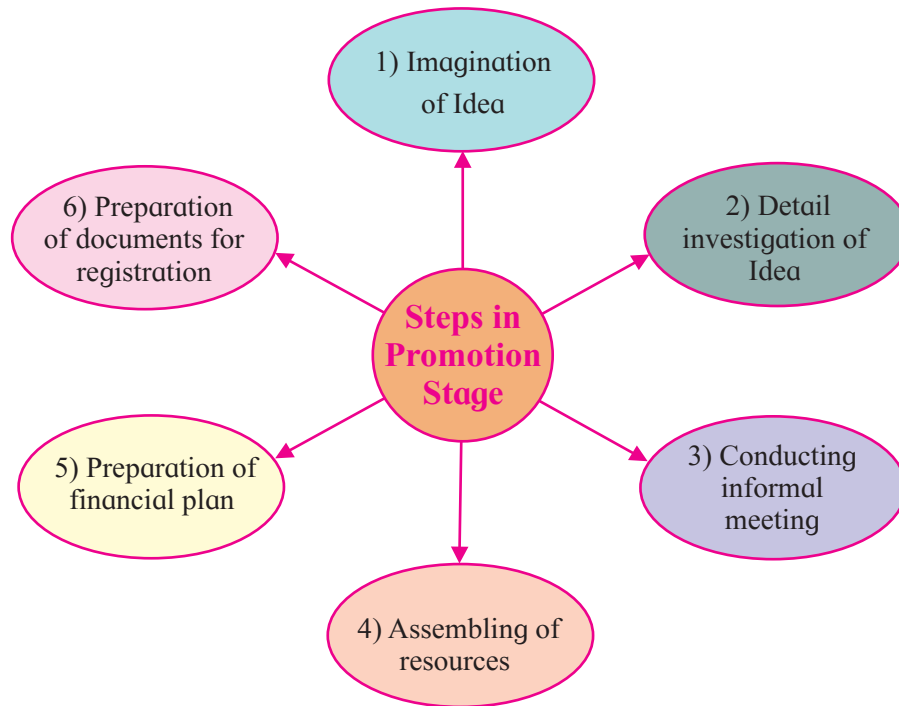 1) Imagination
of Idea
2) Detail
investigation of
Idea
3) Conducting
informal
meeting
4) Assembling of
resources
5) Preparation of
financial plan
6) Preparation
of documents for
registration
Steps in
Promotion
Stage